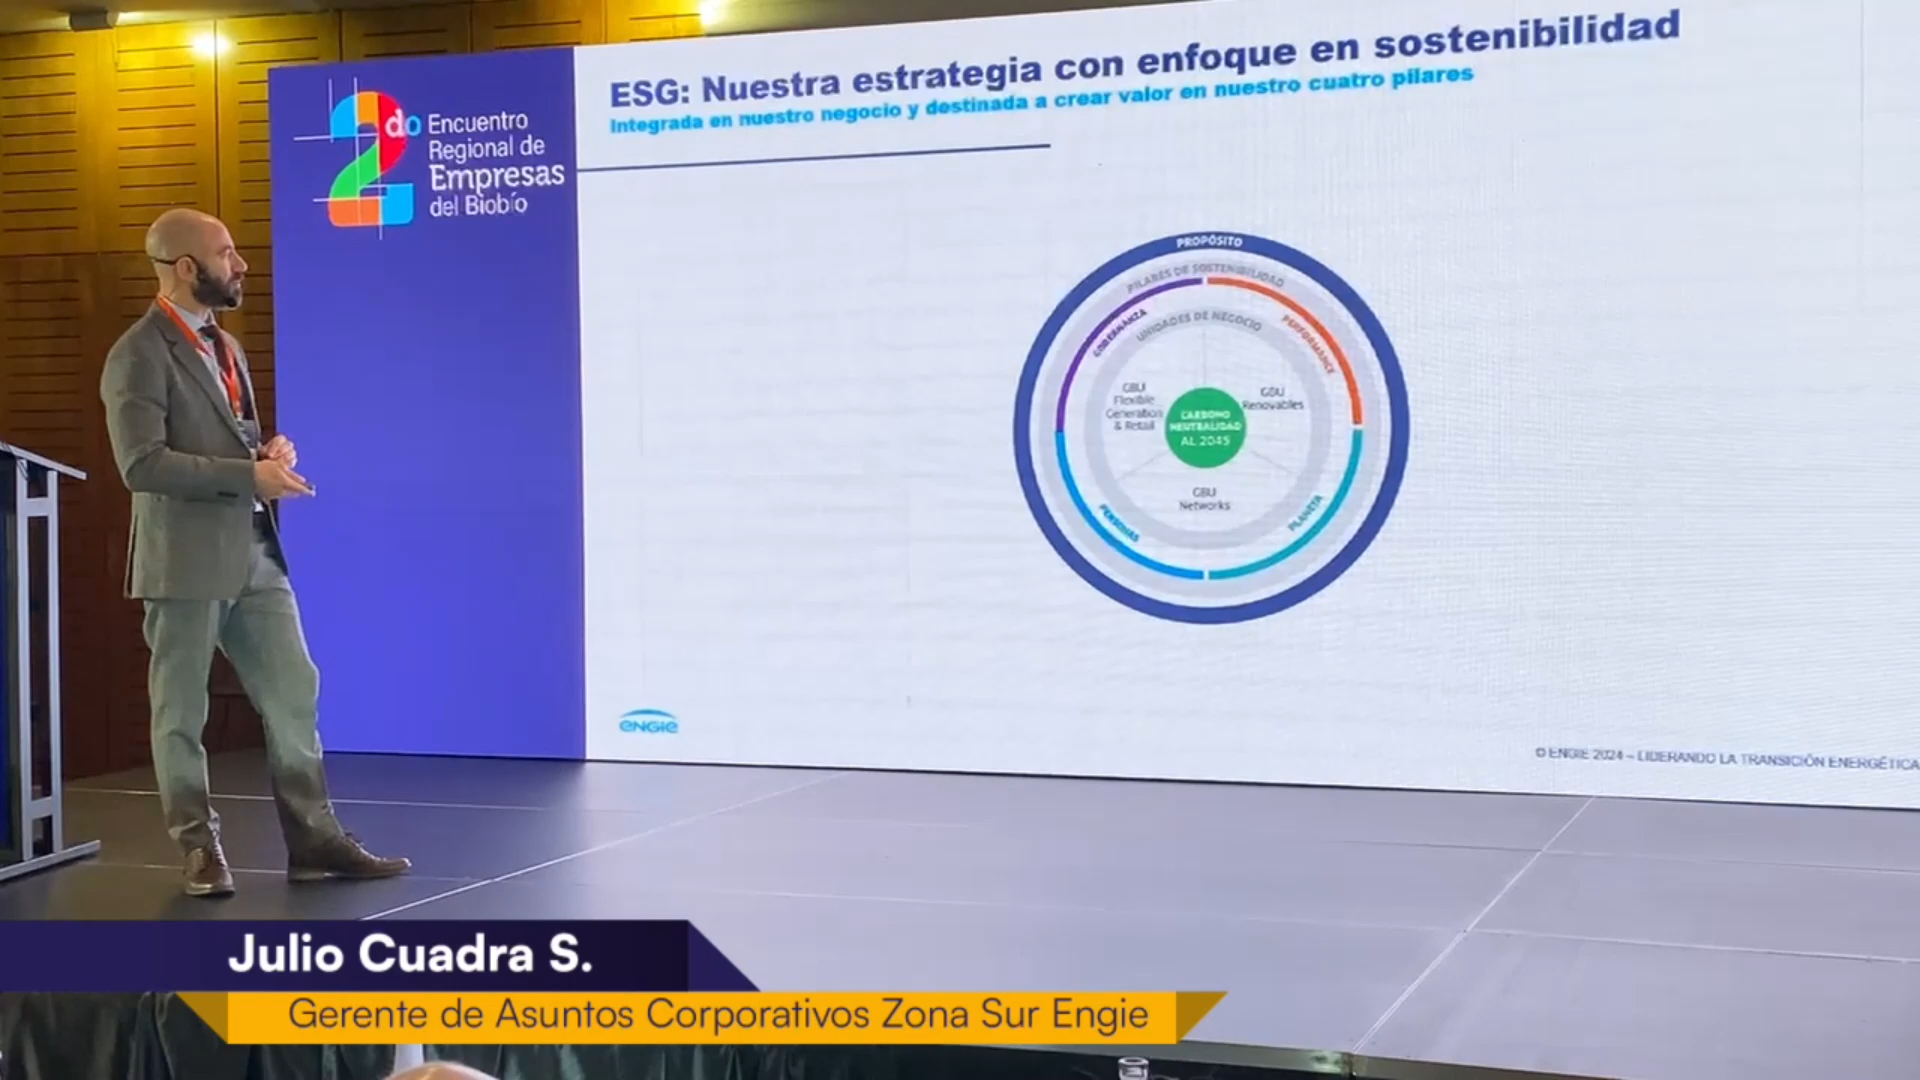 2do
Encuentro
Regional de
Empresas
del Biobío
ESG: Nuestra estrategia con enfoque en sostenibilidad
Integrada en nuestro negocio y destinada a crear valor en nuestro cuatro pilares
PROPÓSITO
PILARES DE SOSTENIBILIDAD
GOBERNANZA
PERFORMANCE
UNIDADES DE NEGOCIO
GBU
Flexible
Generation
& Retail
GBU
Renovables
CARBONO
NEUTRALIDAD
AL 2045
GBU
Networks
PERSONAS
PLANETA
ENGIE
© ENGIE 2024 – LIDERANDO LA TRANSICIÓN ENERGÉTICA
Julio Cuadra S.
Gerente de Asuntos Corporativos Zona Sur Engie